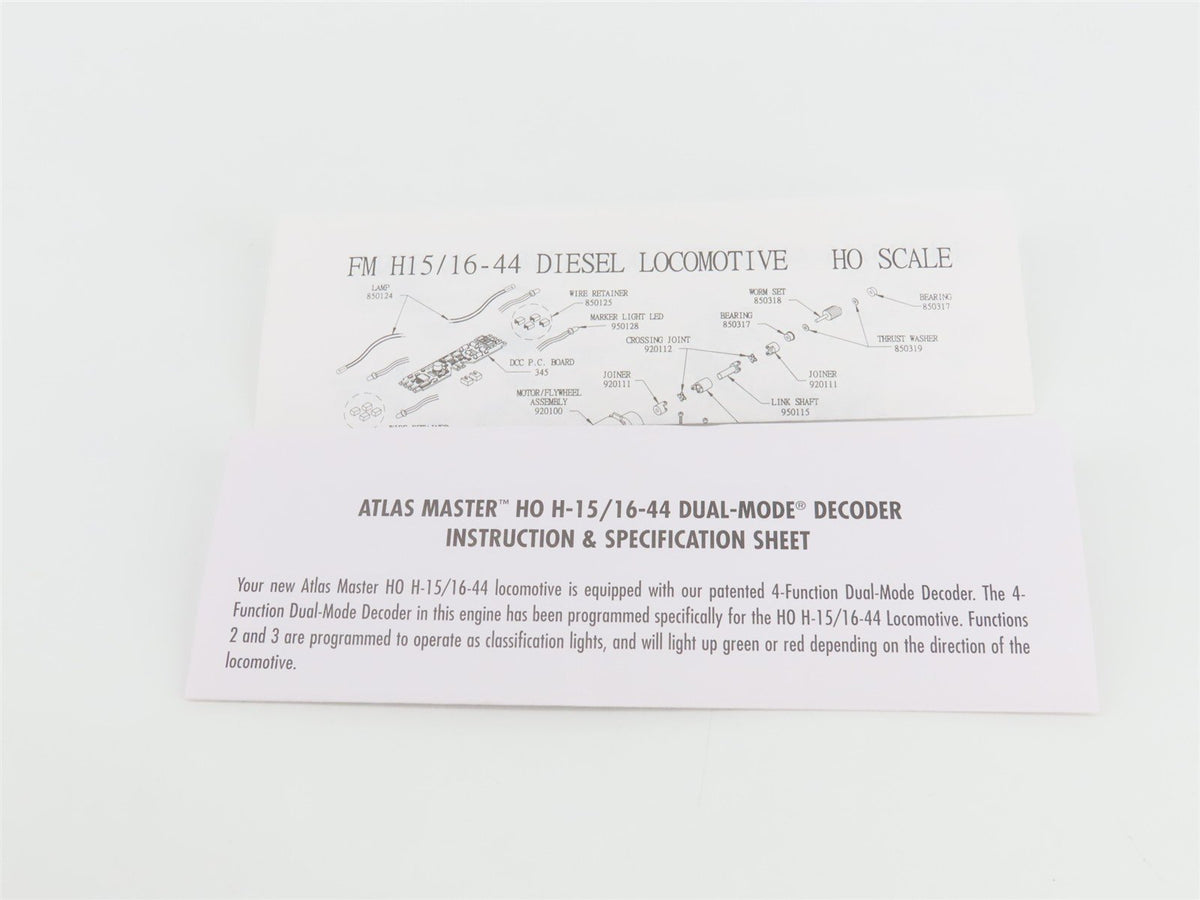 FM H15/16-44 DIESEL LOCOMOTIVE HO SCALE
LAMP
850124
WIRE RETAINER
850125
WORM SET
850318
BEARING
850317
MARKER LIGHT LED
950128
BEARING
850317
CROSSING JOINT
920112
THRUST WASHER
850319
DCC P.C. BOARD
345
JOINER
920111
JOINER
920111
MOTOR/FLYWHEEL
ASSEMBLY
920100
LINK SHAFT
950115
ATLAS MASTER™ HO H-15/16-44 DUAL-MODE® DECODER
INSTRUCTION & SPECIFICATION SHEET
Your new Atlas Master HO H-15/16-44 locomotive is equipped with our patented 4-Function Dual-Mode Decoder. The 4-
Function Dual-Mode Decoder in this engine has been programmed specifically for the HO H-15/16-44 Locomotive. Functions
2 and 3 are programmed to operate as classification lights, and will light up green or red depending on the direction of the
locomotive.